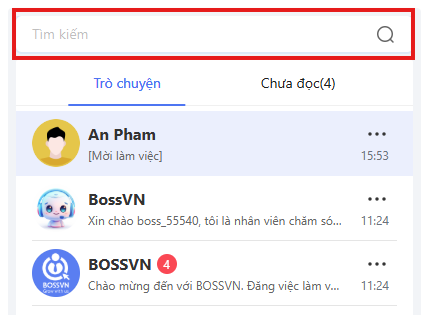 Tìm kiếm
Trò chuyện
Chưa đọc(4)
An Pham
[Mời làm việc]
15:53
BossVN
Xin chào boss_55540, tôi là nhân viên chăm só...
11:24
BOSSVN
BOSSVN 4
Chào mừng đến với BOSSVN. Đăng việc làm v...
11:24